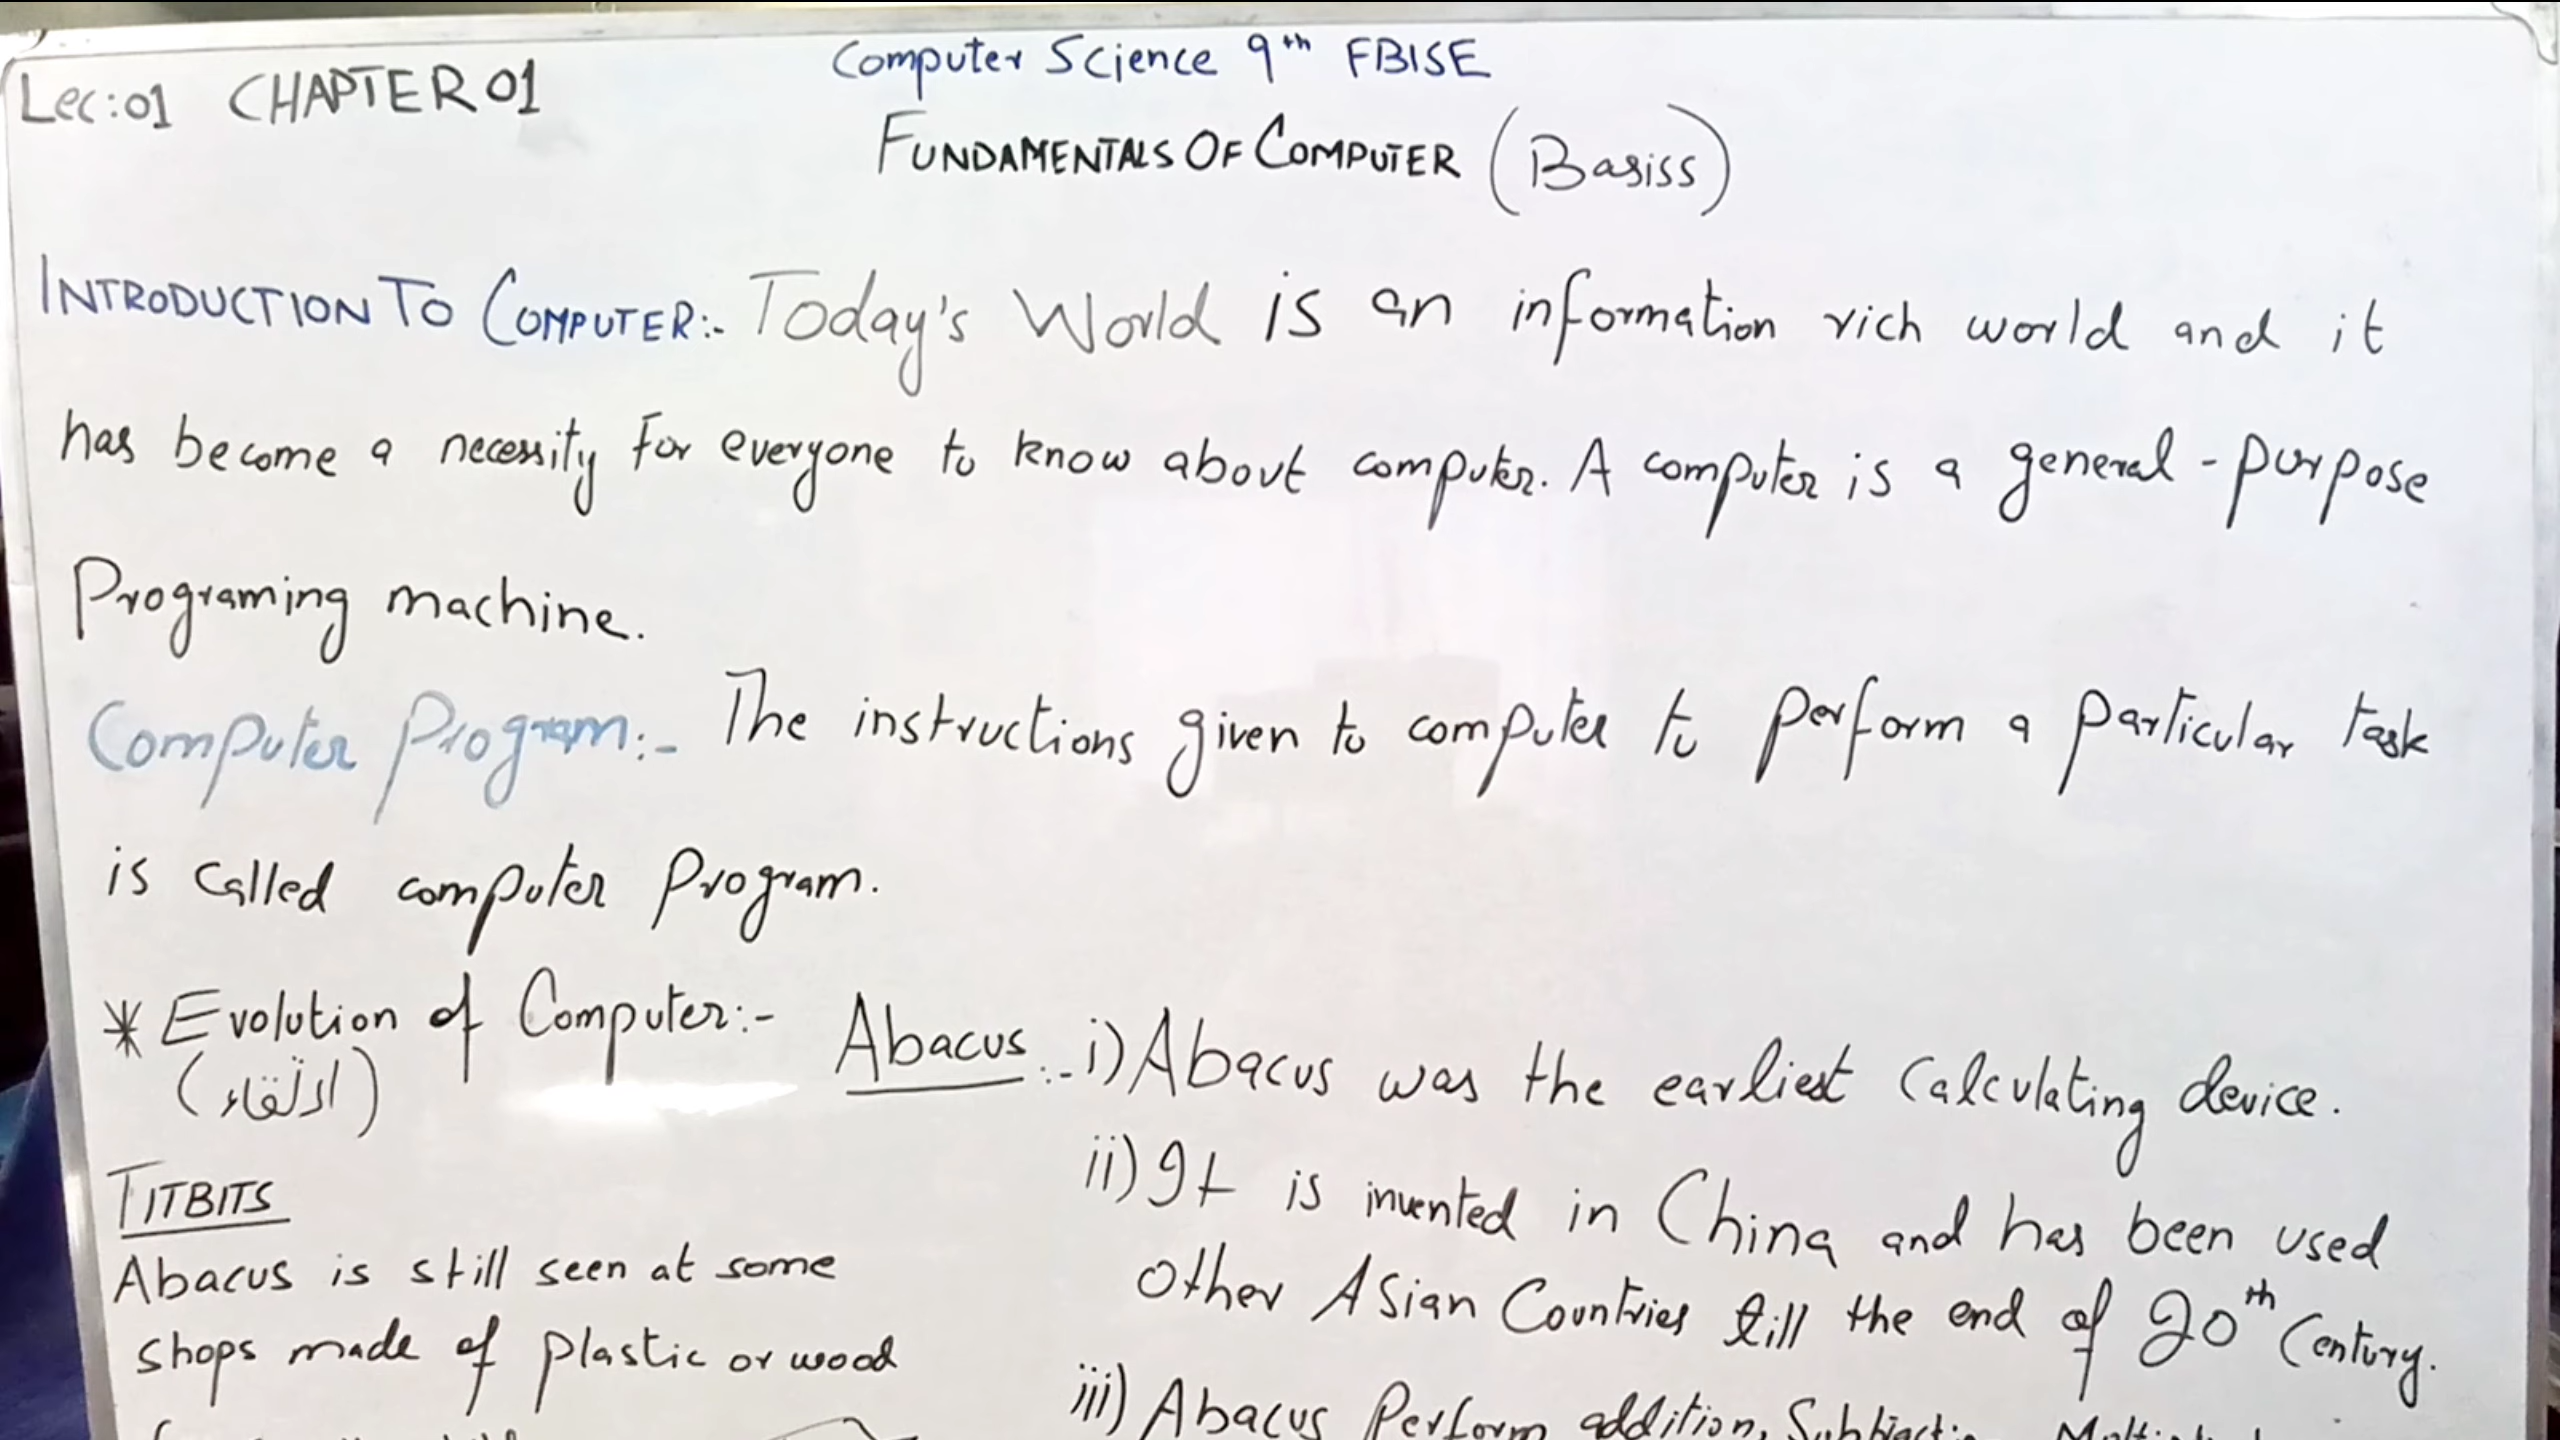 Computer Science 9th FBISE
Lec:01 CHAPTER 01
FUNDAMENTALS OF COMPUTER (Basiss)
INTRODUCTION TO COMPUTER:- Today's World is an information rich world and it
has become a necessity for everyone to know about computer. A computer is a general-purpose
Programing machine.
Computer Program:- The instructions given to computer to perform a particular task
is called computer Program.
* Evolution of Computer:- Abacus:- i) Abacus was the earliest Calculating device.
(ارتقاء)
ii) It is invented in China and has been used
other Asian Countries till the end of 20th Century.
iii) Abacus Perform addition,
TITBITS
Abacus is still seen at some
shops made of plastic or wood